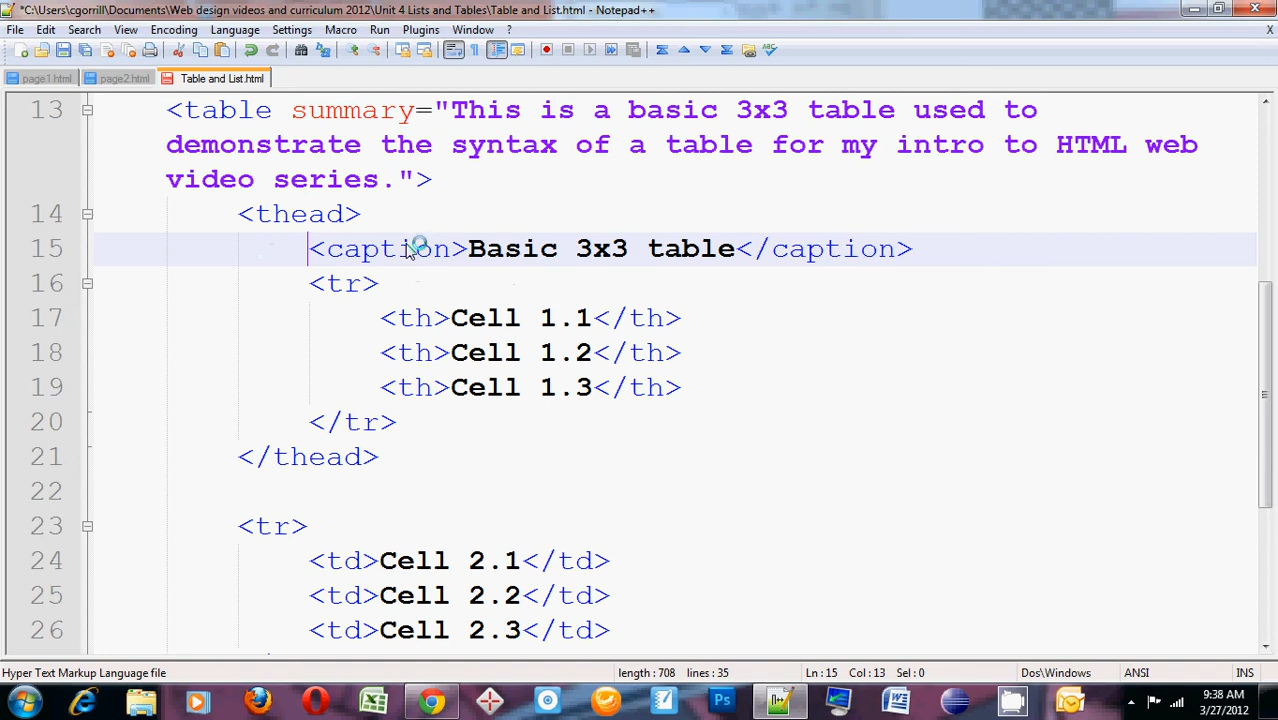 *C:\Users\cgorrill\Documents\Web design videos and curriculum 2012\Unit 4 Lists and Tables\Table and List.html - Notepad++
File Edit Search View Encoding Language Settings Macro Run Plugins Window ? X
page1.html page2.html Table and List.html
13 <table summary="This is a basic 3x3 table used to
demonstrate the syntax of a table for my intro to HTML web
video series.">
14 <thead>
15 <caption>Basic 3x3 table</caption>
16 <tr>
17 <th>Cell 1.1</th>
18 <th>Cell 1.2</th>
19 <th>Cell 1.3</th>
20 </tr>
21 </thead>
22
23 <tr>
24 <td>Cell 2.1</td>
25 <td>Cell 2.2</td>
26 <td>Cell 2.3</td>
Hyper Text Markup Language file length : 708 lines : 35 Ln : 15 Col : 13 Sel : 0 Dos\Windows ANSI INS
Ps
9:38 AM
3/27/2012